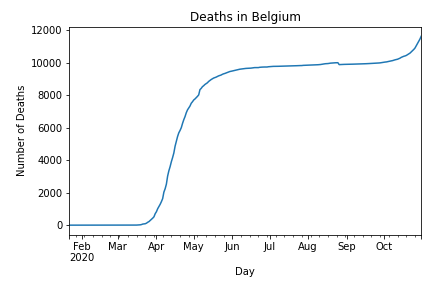 Deaths in Belgium
12000
10000
8000
6000
4000
2000
0
Number of Deaths
Feb Mar Apr May Jun Jul Aug Sep Oct
2020
Day